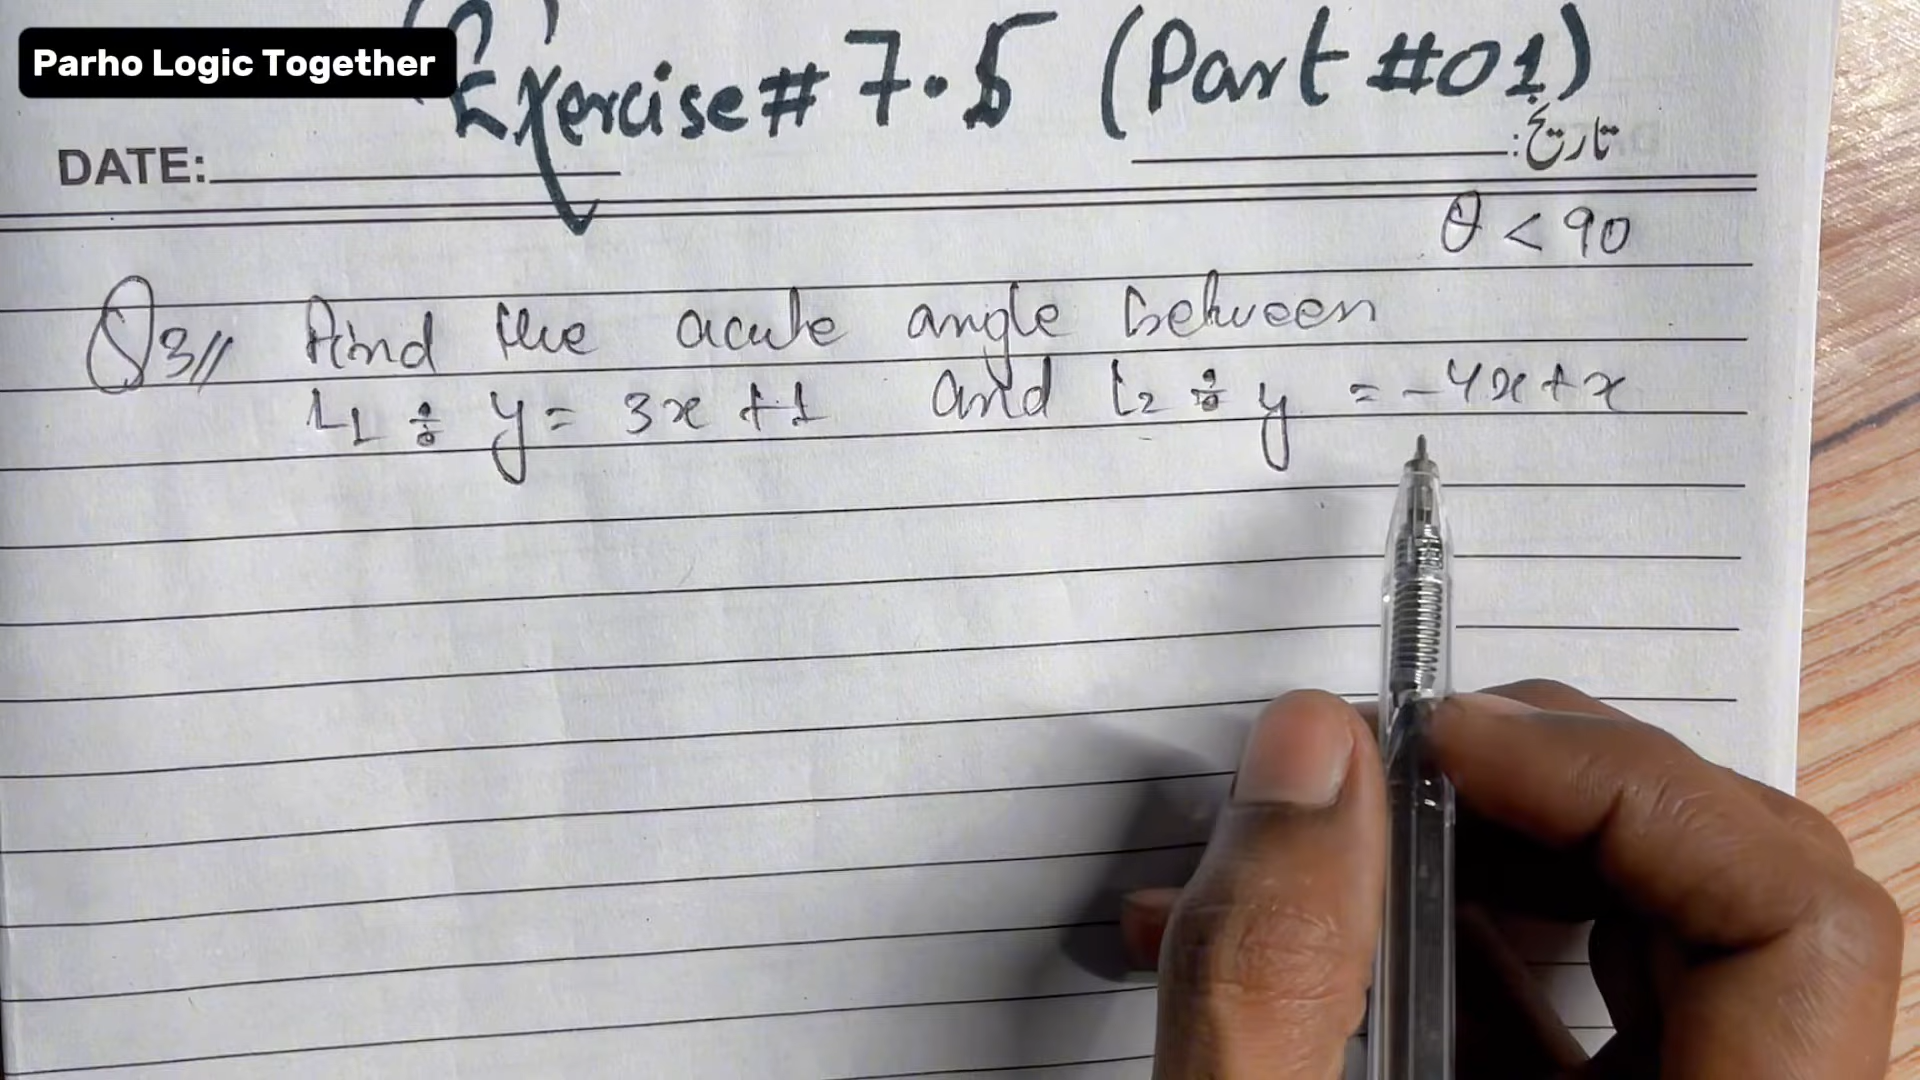 Parho Logic Together
Exercise# 7.5 (Part #01)
DATE: تاریخ:
θ < 90
Q3// Find the acute angle between
L1 : y = 3x +1 and L2 : y = -4x+x